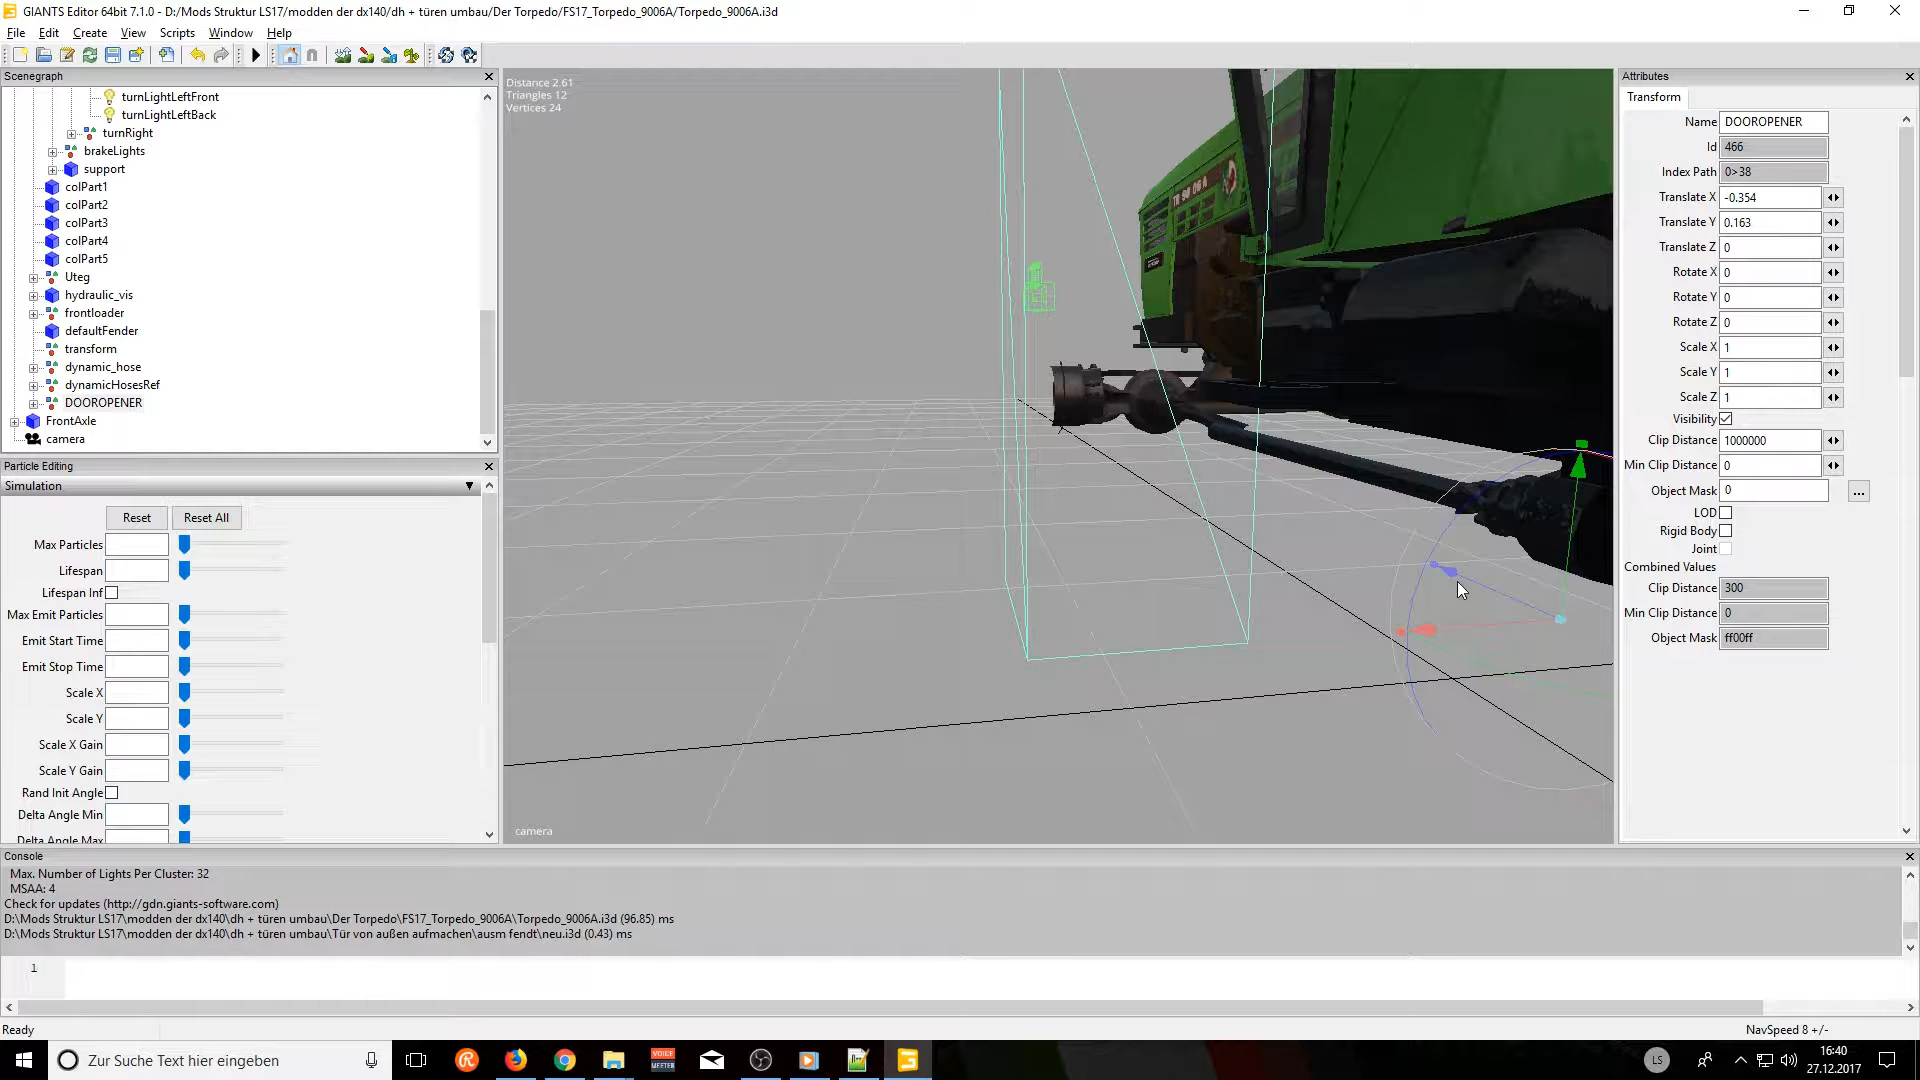 GIANTS Editor 64bit 7.1.0 - D:/Mods Struktur LS17/modden der dx140/dh + türen umbau/Der Torpedo/FS17_Torpedo_9006A/Torpedo_9006A.i3d
File Edit Create View Scripts Window Help
Scenegraph
turnLightLeftFront
turnLightLeftBack
turnRight
brakeLights
support
colPart1
colPart2
colPart3
colPart4
colPart5
Uteg
hydraulic_vis
frontloader
defaultFender
transform
dynamic_hose
dynamicHosesRef
DOOROPENER
FrontAxle
camera
Particle Editing
Simulation
Reset Reset All
Max Particles
Lifespan
Lifespan Inf
Max Emit Particles
Emit Start Time
Emit Stop Time
Scale X
Scale Y
Scale X Gain
Scale Y Gain
Rand Init Angle
Delta Angle Min
Delta Angle Max
Distance 2.61
Triangles 12
Vertices 24
camera
Attributes
Transform
Name DOOROPENER
Id 466
Index Path 0>38
Translate X -0.354
Translate Y 0.163
Translate Z 0
Rotate X 0
Rotate Y 0
Rotate Z 0
Scale X 1
Scale Y 1
Scale Z 1
Visibility
Clip Distance 1000000
Min Clip Distance 0
Object Mask 0 ...
LOD
Rigid Body
Joint
Combined Values
Clip Distance 300
Min Clip Distance 0
Object Mask ff00ff
Console
Max. Number of Lights Per Cluster: 32
MSAA: 4
Check for updates (http://gdn.giants-software.com)
D:\Mods Struktur LS17\modden der dx140\dh + türen umbau\Der Torpedo\FS17_Torpedo_9006A\Torpedo_9006A.i3d (96.85) ms
D:\Mods Struktur LS17\modden der dx140\dh + türen umbau\Tür von außen aufmachen\ausm fendt\neu.i3d (0.43) ms
1
Ready
NavSpeed 8 +/-
Zur Suche Text hier eingeben
VOICE
MEETER
LS
16:40
27.12.2017